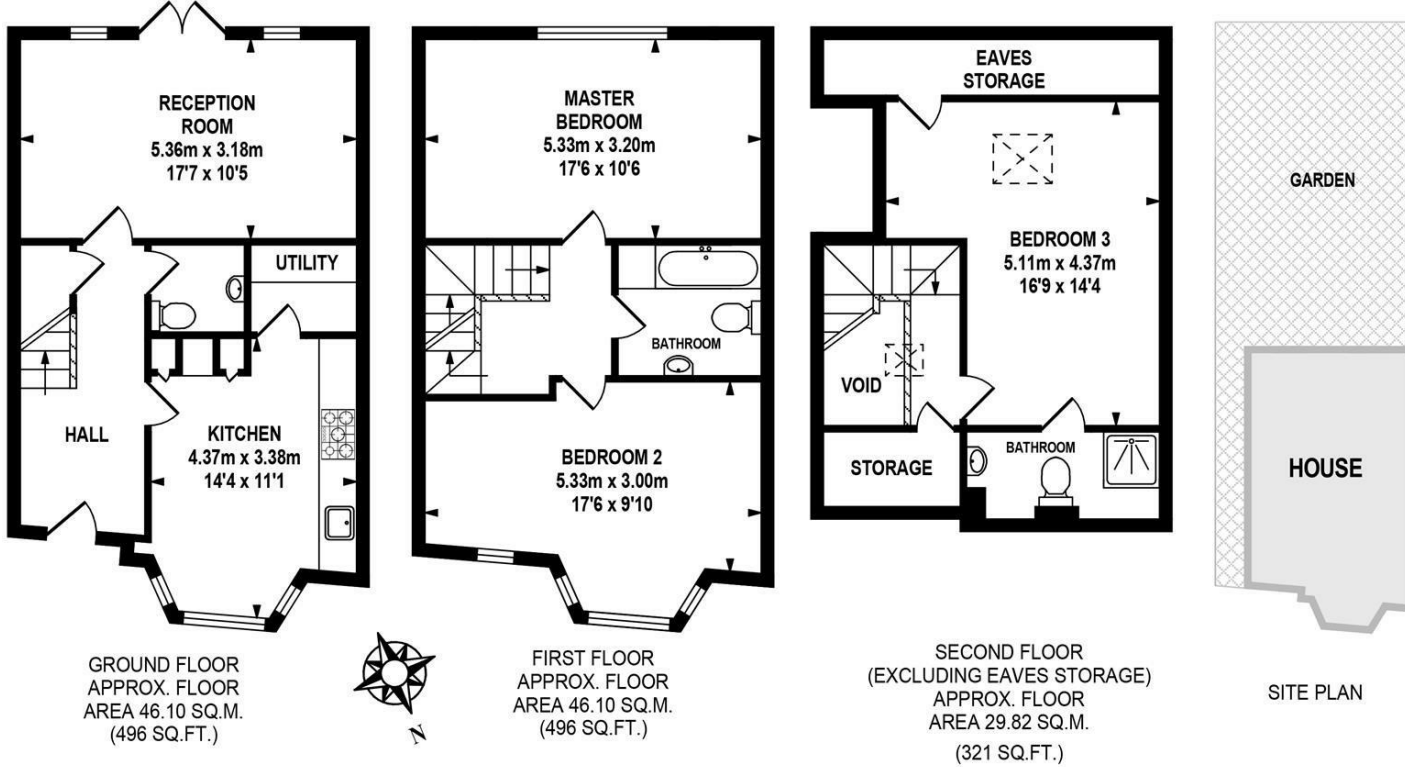 RECEPTION
ROOM
5.36m x 3.18m
17'7 x 10'5
UTILITY
HALL
KITCHEN
4.37m x 3.38m
14'4 x 11'1
GROUND FLOOR
APPROX. FLOOR
AREA 46.10 SQ.M.
(496 SQ.FT.)
N
MASTER
BEDROOM
5.33m x 3.20m
17'6 x 10'6
BATHROOM
BEDROOM 2
5.33m x 3.00m
17'6 x 9'10
FIRST FLOOR
APPROX. FLOOR
AREA 46.10 SQ.M.
(496 SQ.FT.)
EAVES
STORAGE
BEDROOM 3
5.11m x 4.37m
16'9 x 14'4
VOID
STORAGE
BATHROOM
SECOND FLOOR
(EXCLUDING EAVES STORAGE)
APPROX. FLOOR
AREA 29.82 SQ.M.
(321 SQ.FT.)
GARDEN
HOUSE
SITE PLAN